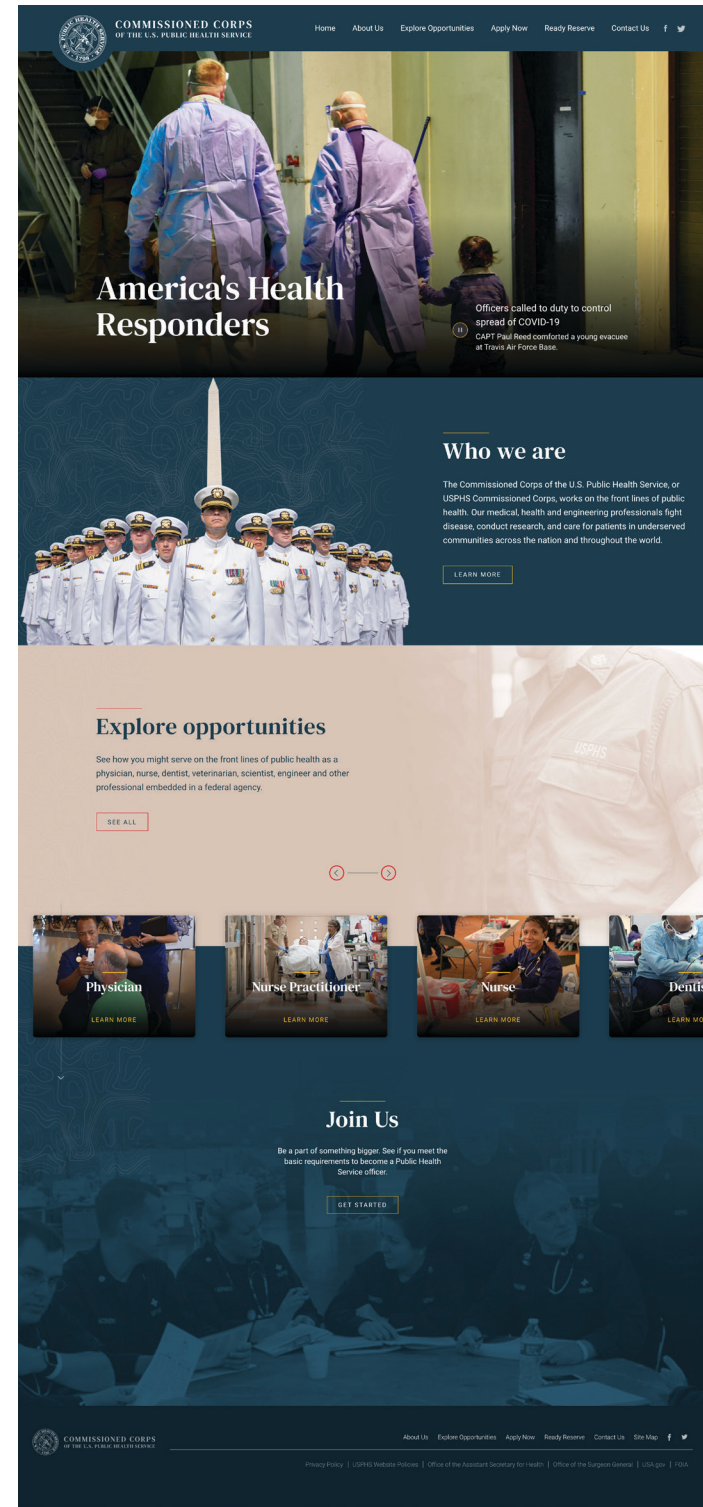 COMMISSIONED CORPS
OF THE U.S. PUBLIC HEALTH SERVICE
Home About Us Explore Opportunities Apply Now Ready Reserve Contact Us
America's Health
Responders
Officers called to duty to control
spread of COVID-19
CAPT Paul Reed comforted a young evacuee
at Travis Air Force Base.
Who we are
The Commissioned Corps of the U.S. Public Health Service, or
USPHS Commissioned Corps, works on the front lines of public
health. Our medical, health and engineering professionals fight
disease, conduct research, and care for patients in underserved
communities across the nation and throughout the world.
LEARN MORE
Explore opportunities
See how you might serve on the front lines of public health as a
physician, nurse, dentist, veterinarian, scientist, engineer and other
professional embedded in a federal agency.
SEE ALL
USPHS
Physician
LEARN MORE
Nurse Practitioner
LEARN MORE
Nurse
LEARN MORE
Dentis
LEARN MO
Join Us
Be a part of something bigger. See if you meet the
basic requirements to become a Public Health
Service officer.
GET STARTED
COMMISSIONED CORPS
OF THE U.S. PUBLIC HEALTH SERVICE
About Us Explore Opportunities Apply Now Ready Reserve Contact Us Site Map
Privacy Policy | USPHS Website Policies | Office of the Assistant Secretary for Health | Office of the Surgeon General | USA.gov | FOIA